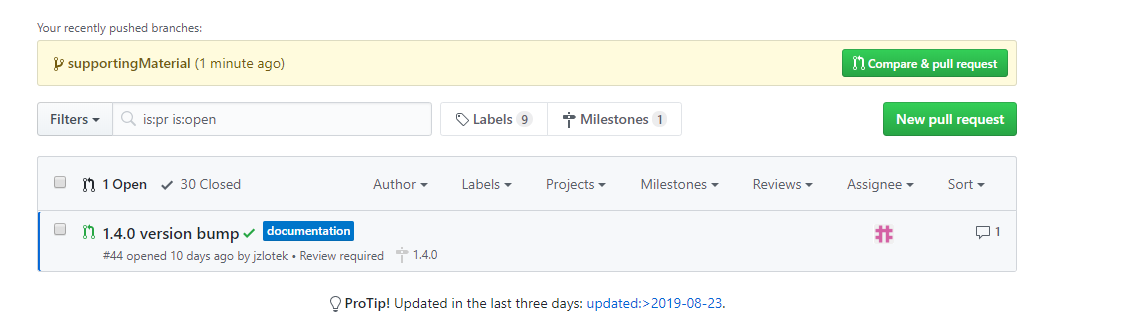 Your recently pushed branches:
supportingMaterial (1 minute ago) Compare & pull request
Filters is:pr is:open Labels 9 Milestones 1 New pull request
1 Open 30 Closed Author Labels Projects Milestones Reviews Assignee Sort
1.4.0 version bump documentation 1
#44 opened 10 days ago by jzlotek • Review required 1.4.0
ProTip! Updated in the last three days: updated:>2019-08-23.